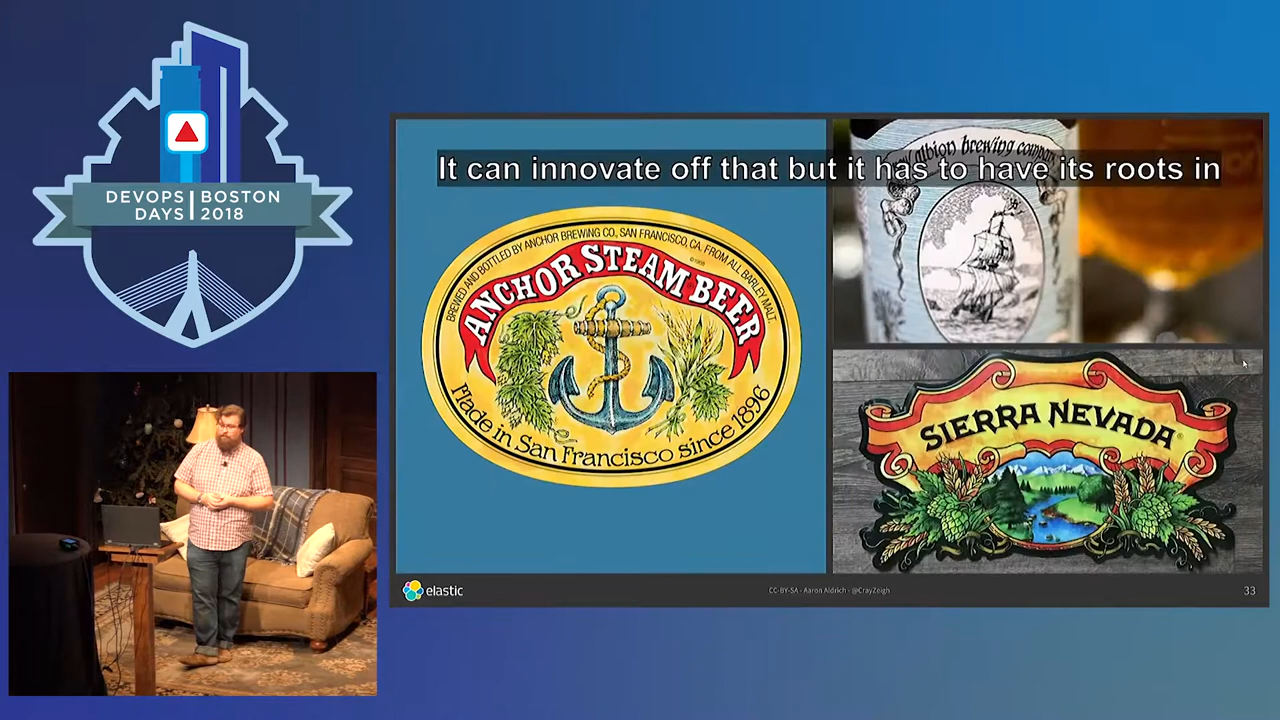 DEVOPS BOSTON
DAYS 2018
It can innovate off that but it has to have its roots in
BREWED AND BOTTLED BY ANCHOR BREWING CO., SAN FRANCISCO, CA. FROM ALL BARLEY MALT.
ANCHOR STEAM BEER
Made in San Francisco since 1896
albion brewing company
SIERRA NEVADA
elastic
CC-BY-SA - Aaron Aldrich - @CrayZeigh
33